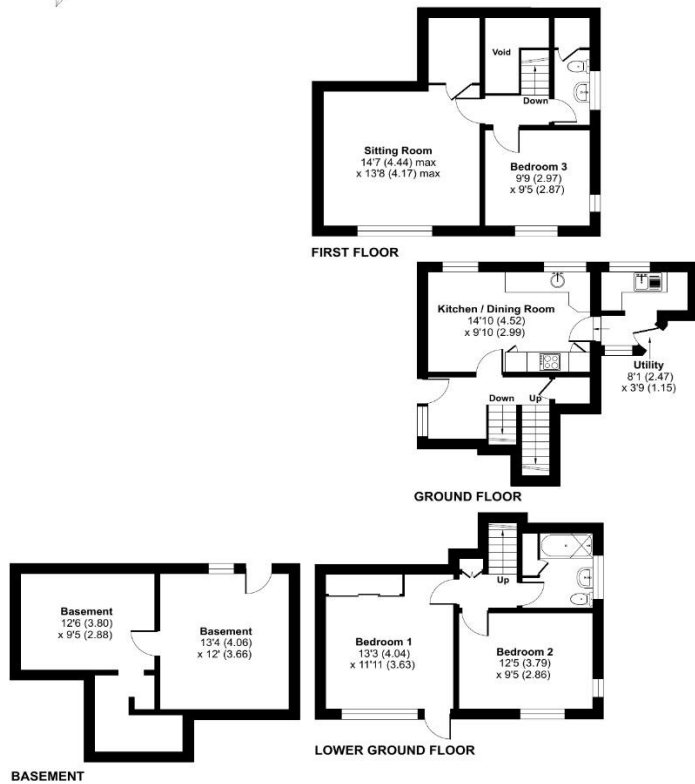 Void
Down
Sitting Room
14'7 (4.44) max
x 13'8 (4.17) max
Bedroom 3
9'9 (2.97)
x 9'5 (2.87)
FIRST FLOOR
Kitchen / Dining Room
14'10 (4.52)
x 9'10 (2.99)
Utility
8'1 (2.47)
x 3'9 (1.15)
Down
Up
GROUND FLOOR
Up
Bedroom 1
13'3 (4.04)
x 11'11 (3.63)
Bedroom 2
12'5 (3.79)
x 9'5 (2.86)
LOWER GROUND FLOOR
Basement
12'6 (3.80)
x 9'5 (2.88)
Basement
13'4 (4.06)
x 12' (3.66)
BASEMENT